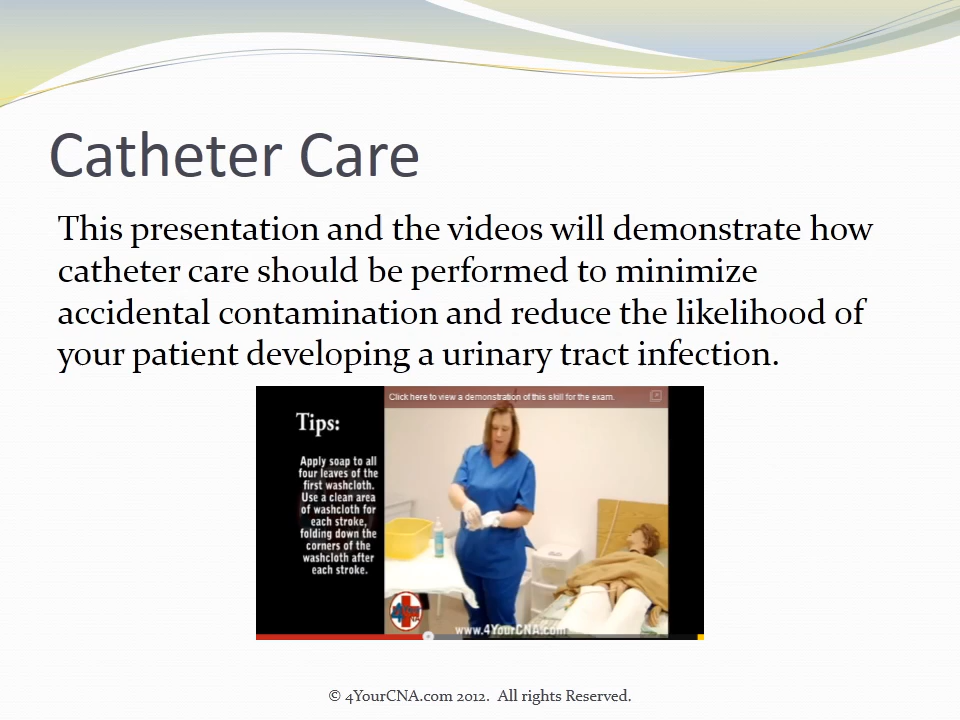 Catheter Care
This presentation and the videos will demonstrate how
catheter care should be performed to minimize
accidental contamination and reduce the likelihood of
your patient developing a urinary tract infection.
Click here to view a demonstration of this skill for the exam.
Tips:
Apply soap to all
four leaves of the
first washcloth.
Use a clean area
of washcloth for
each stroke,
folding down the
corners of the
washcloth after
each stroke.
www.4YourCNA.com
© 4YourCNA.com 2012. All rights Reserved.